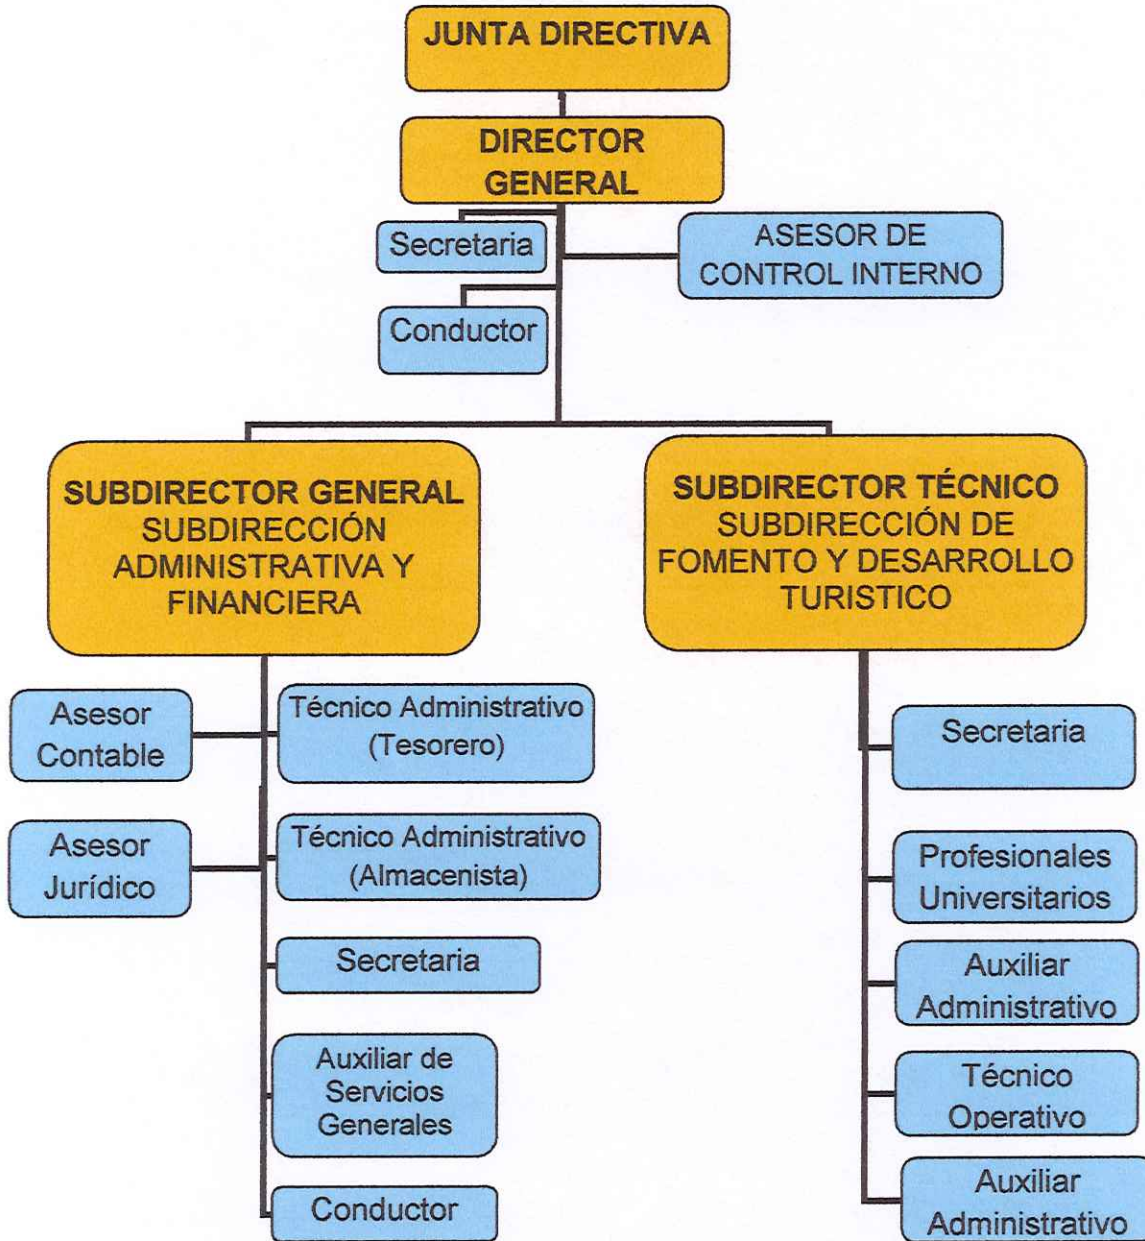 JUNTA DIRECTIVA
DIRECTOR
GENERAL
Secretaria
ASESOR DE
CONTROL INTERNO
Conductor
SUBDIRECTOR GENERAL
SUBDIRECCIÓN
ADMINISTRATIVA Y
FINANCIERA
SUBDIRECTOR TÉCNICO
SUBDIRECCIÓN DE
FOMENTO Y DESARROLLO
TURISTICO
Asesor
Contable
Técnico Administrativo
(Tesorero)
Asesor
Jurídico
Técnico Administrativo
(Almacenista)
Secretaria
Auxiliar de
Servicios
Generales
Conductor
Secretaria
Profesionales
Universitarios
Auxiliar
Administrativo
Técnico
Operativo
Auxiliar
Administrativo